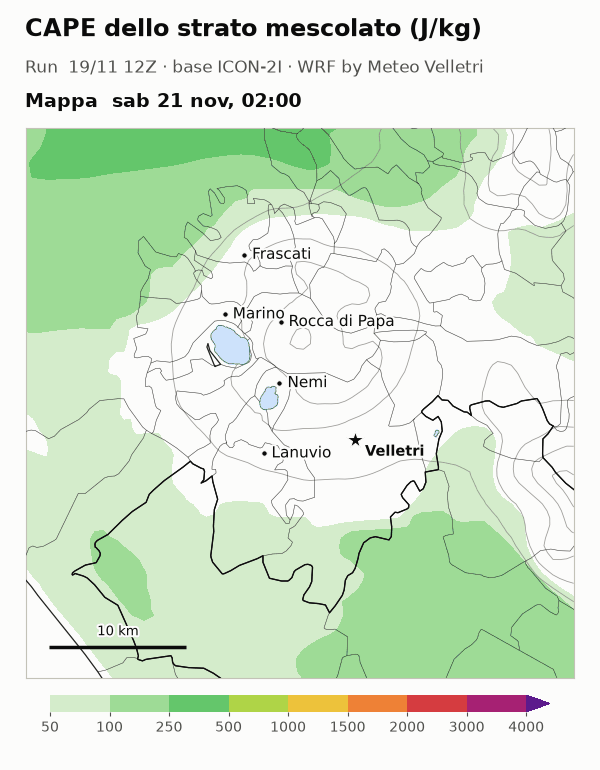 CAPE dello strato mescolato (J/kg)
Run  19/11 12Z · base ICON-2I · WRF by Meteo Velletri
Mappa  sab 21 nov, 02:00
Frascati
Marino
Rocca di Papa
Nemi
Velletri
Lanuvio
10 km
50 100 250 500 1000 1500 2000 3000 4000